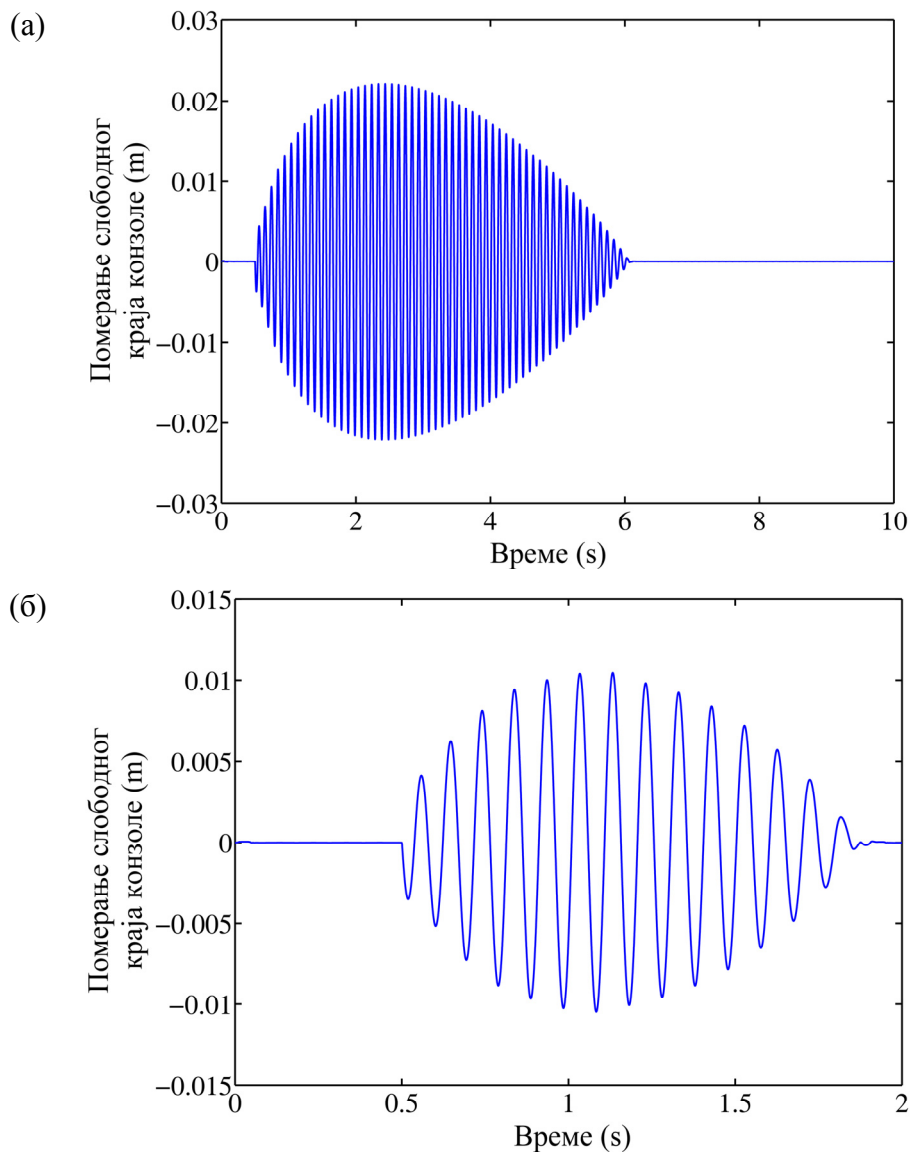 (а)
0.03
0.02
0.01
0
−0.01
−0.02
−0.03
Померање слободног
краја конзоле (m)
0 2 4 6 8 10
Време (s)
(б)
0.015
0.01
0.005
0
−0.005
−0.01
−0.015
Померање слободног
краја конзоле (m)
0 0.5 1 1.5 2
Време (s)